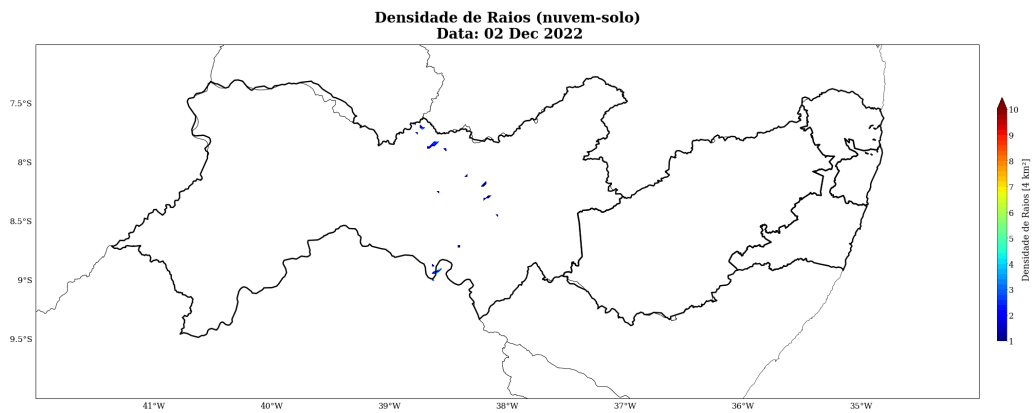 Densidade de Raios (nuvem-solo)
Data: 02 Dec 2022
7.5°S
8°S
8.5°S
9°S
9.5°S
41°W
40°W
39°W
38°W
37°W
36°W
35°W
10
9
8
7
6
5
4
3
2
1
Densidade de Raios [4 km²]